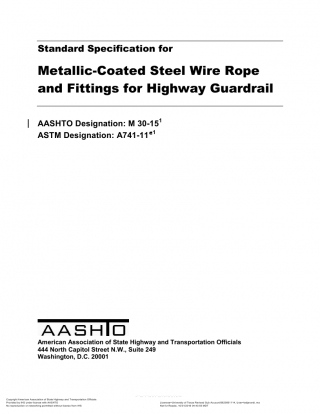 Standard Specification for
Metallic-Coated Steel Wire Rope
and Fittings for Highway Guardrail
AASHTO Designation: M 30-15¹
ASTM Designation: A741-11ᵉ¹
AASHTO
American Association of State Highway and Transportation Officials
444 North Capitol Street N.W., Suite 249
Washington, D.C. 20001